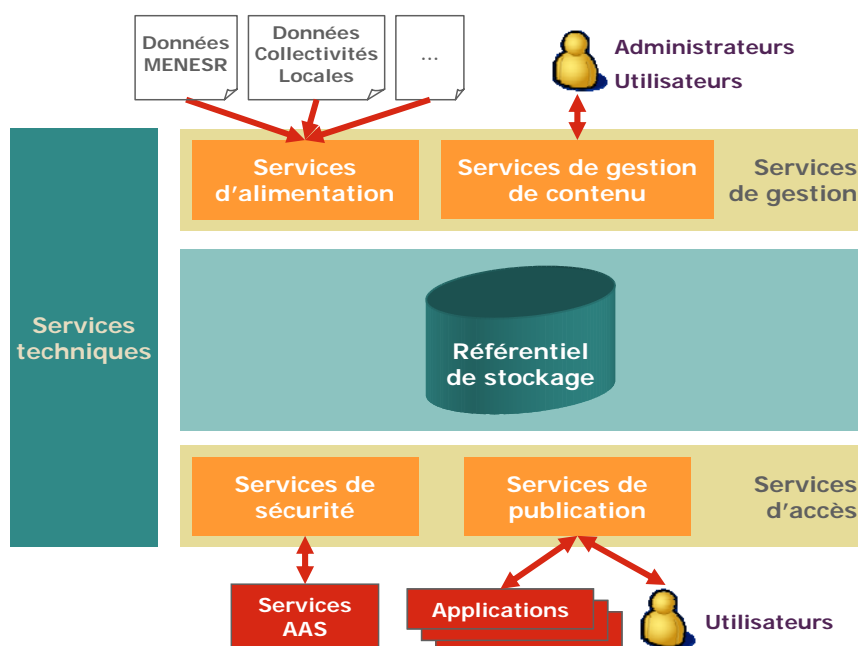 Données
MENESR
Données
Collectivités
Locales
...
Administrateurs
Utilisateurs
Services
d'alimentation
Services de gestion
de contenu
Services
de gestion
Services
techniques
Référentiel
de stockage
Services de
sécurité
Services de
publication
Services
d'accès
Services
AAS
Applications
Utilisateurs